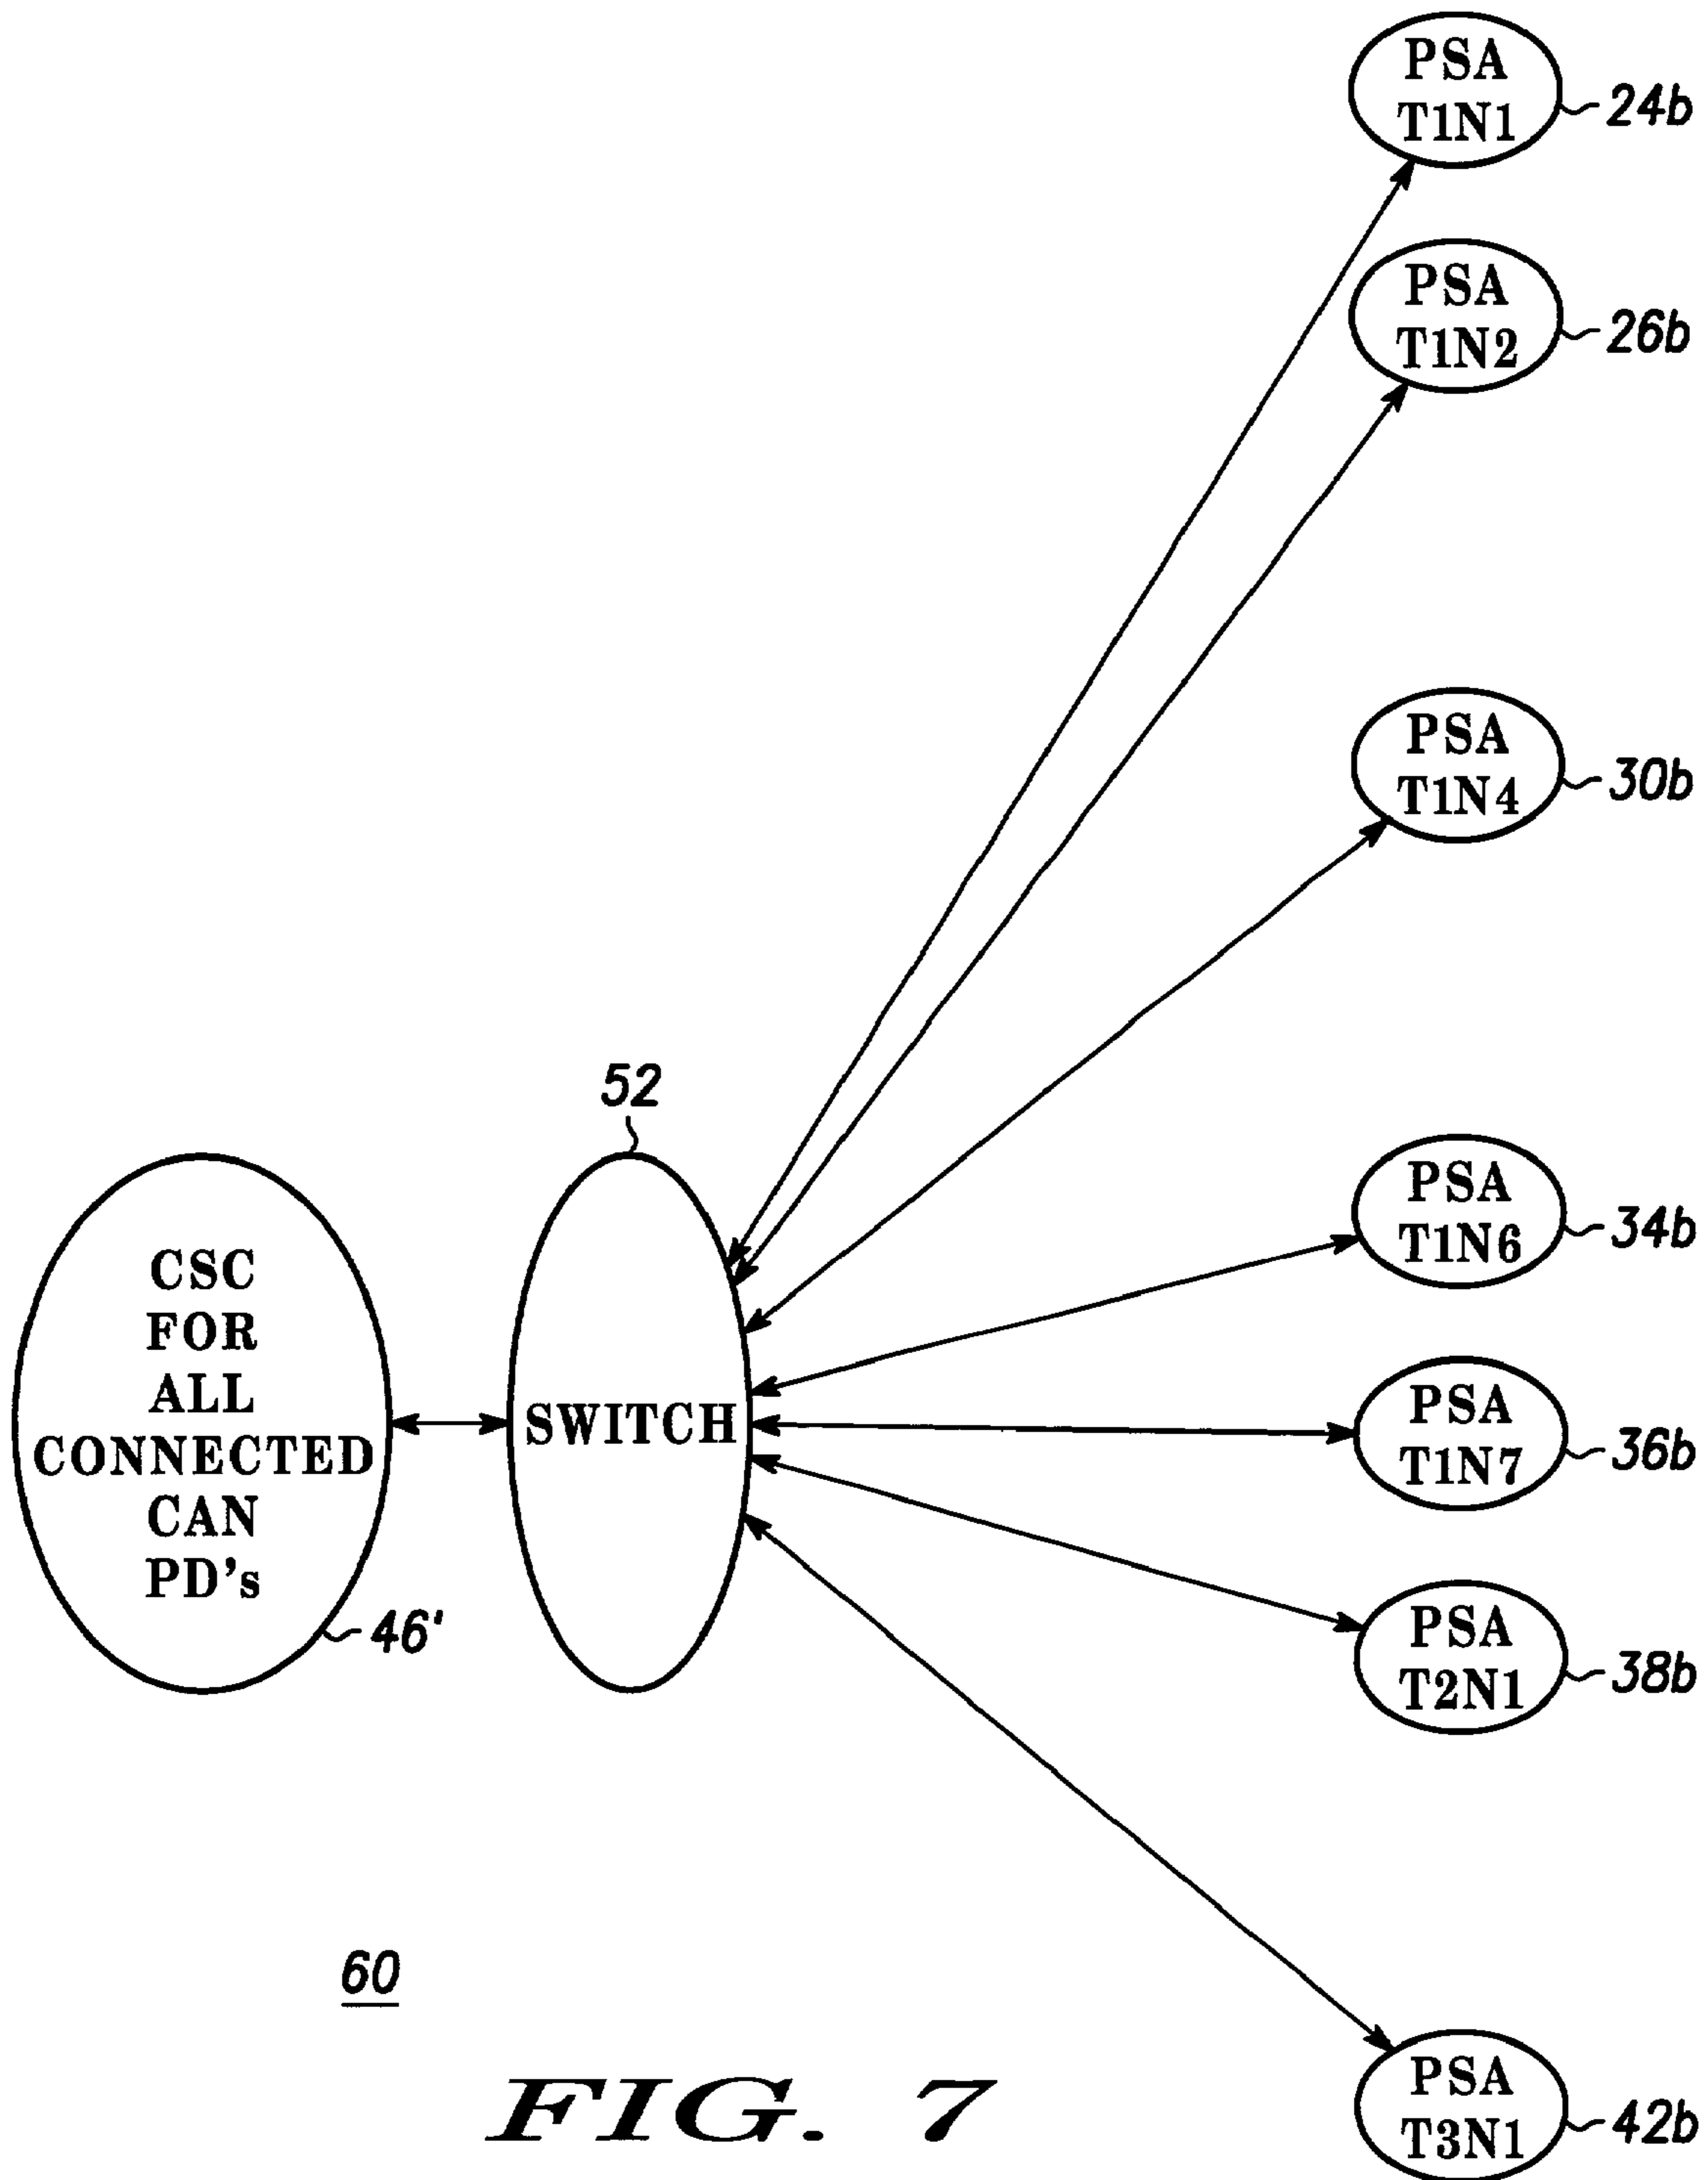 PSA
T1N1
24b
PSA
T1N2
26b
PSA
T1N4
30b
52
PSA
T1N6
34b
CSC
FOR
ALL
CONNECTED
CAN
PD's
46'
SWITCH
PSA
T1N7
36b
PSA
T2N1
38b
60
PSA
T3N1
42b
FIG. 7